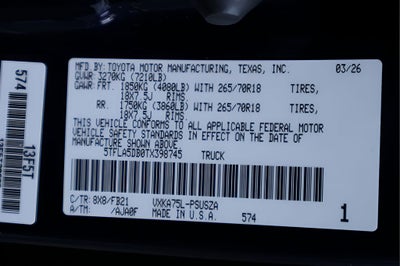 MFD.BY: TOYOTA MOTOR MANUFACTURING, TEXAS, INC. 03/26
GVWR: 3270KG (7210LB)
GAWR: FRT. 1850KG (4080LB) WITH 265/70R18 TIRES,
18X7.5J RIMS.
RR. 1750KG (3860LB) WITH 265/70R18 TIRES,
18X7.5J RIMS.
THIS VEHICLE CONFORMS TO ALL APPLICABLE FEDERAL MOTOR
VEHICLE SAFETY STANDARDS IN EFFECT ON THE DATE OF
MANUFACTURE SHOWN ABOVE.
5TFLA5DB0TX398745 TRUCK
C/TR: 8X8/FB21 VXKA75L-PSUSZA
A/TM: /AJA0F MADE IN U.S.A. 574 1
574
13F5T